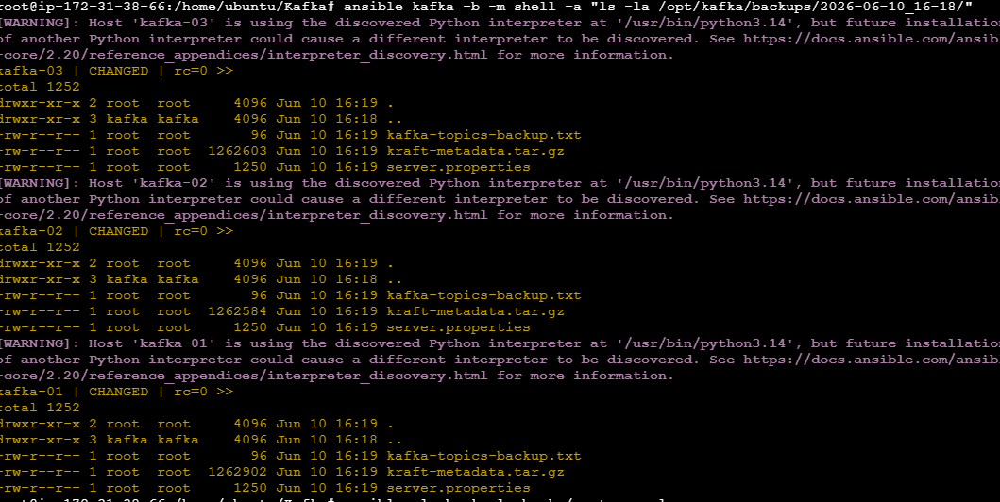 root@ip-172-31-38-66:/home/ubuntu/Kafka# ansible kafka -b -m shell -a "ls -la /opt/kafka/backups/2026-06-10_16-18/"
[WARNING]: Host 'kafka-03' is using the discovered Python interpreter at '/usr/bin/python3.14', but future installatio
of another Python interpreter could cause a different interpreter to be discovered. See https://docs.ansible.com/ansib
-core/2.20/reference_appendices/interpreter_discovery.html for more information.
kafka-03 | CHANGED | rc=0 >>
total 1252
drwxr-xr-x 2 root  root     4096 Jun 10 16:19 .
drwxr-xr-x 3 kafka kafka    4096 Jun 10 16:18 ..
-rw-r--r-- 1 root  root       96 Jun 10 16:19 kafka-topics-backup.txt
-rw-r--r-- 1 root  root  1262603 Jun 10 16:19 kraft-metadata.tar.gz
-rw-r--r-- 1 root  root     1250 Jun 10 16:19 server.properties
[WARNING]: Host 'kafka-02' is using the discovered Python interpreter at '/usr/bin/python3.14', but future installatio
of another Python interpreter could cause a different interpreter to be discovered. See https://docs.ansible.com/ansib
-core/2.20/reference_appendices/interpreter_discovery.html for more information.
kafka-02 | CHANGED | rc=0 >>
total 1252
drwxr-xr-x 2 root  root     4096 Jun 10 16:19 .
drwxr-xr-x 3 kafka kafka    4096 Jun 10 16:18 ..
-rw-r--r-- 1 root  root       96 Jun 10 16:19 kafka-topics-backup.txt
-rw-r--r-- 1 root  root  1262584 Jun 10 16:19 kraft-metadata.tar.gz
-rw-r--r-- 1 root  root     1250 Jun 10 16:19 server.properties
[WARNING]: Host 'kafka-01' is using the discovered Python interpreter at '/usr/bin/python3.14', but future installatio
of another Python interpreter could cause a different interpreter to be discovered. See https://docs.ansible.com/ansib
-core/2.20/reference_appendices/interpreter_discovery.html for more information.
kafka-01 | CHANGED | rc=0 >>
total 1252
drwxr-xr-x 2 root  root     4096 Jun 10 16:19 .
drwxr-xr-x 3 kafka kafka    4096 Jun 10 16:18 ..
-rw-r--r-- 1 root  root       96 Jun 10 16:19 kafka-topics-backup.txt
-rw-r--r-- 1 root  root  1262902 Jun 10 16:19 kraft-metadata.tar.gz
-rw-r--r-- 1 root  root     1250 Jun 10 16:19 server.properties